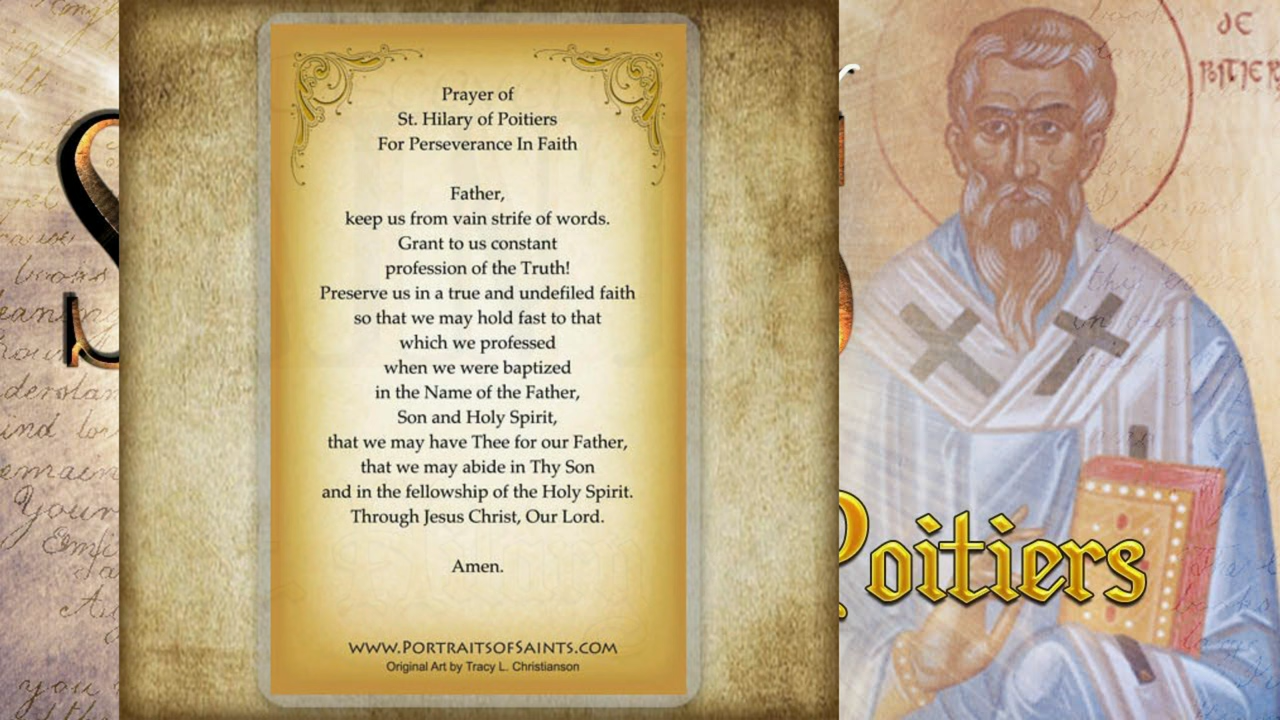 Prayer of
St. Hilary of Poitiers
For Perseverance In Faith
Father,
keep us from vain strife of words.
Grant to us constant
profession of the Truth!
Preserve us in a true and undefiled faith
so that we may hold fast to that
which we professed
when we were baptized
in the Name of the Father,
Son and Holy Spirit,
that we may have Thee for our Father,
that we may abide in Thy Son
and in the fellowship of the Holy Spirit.
Through Jesus Christ, Our Lord.
Amen.
www.PortraitsofSaints.com
Original Art by Tracy L. Christianson
Poitiers